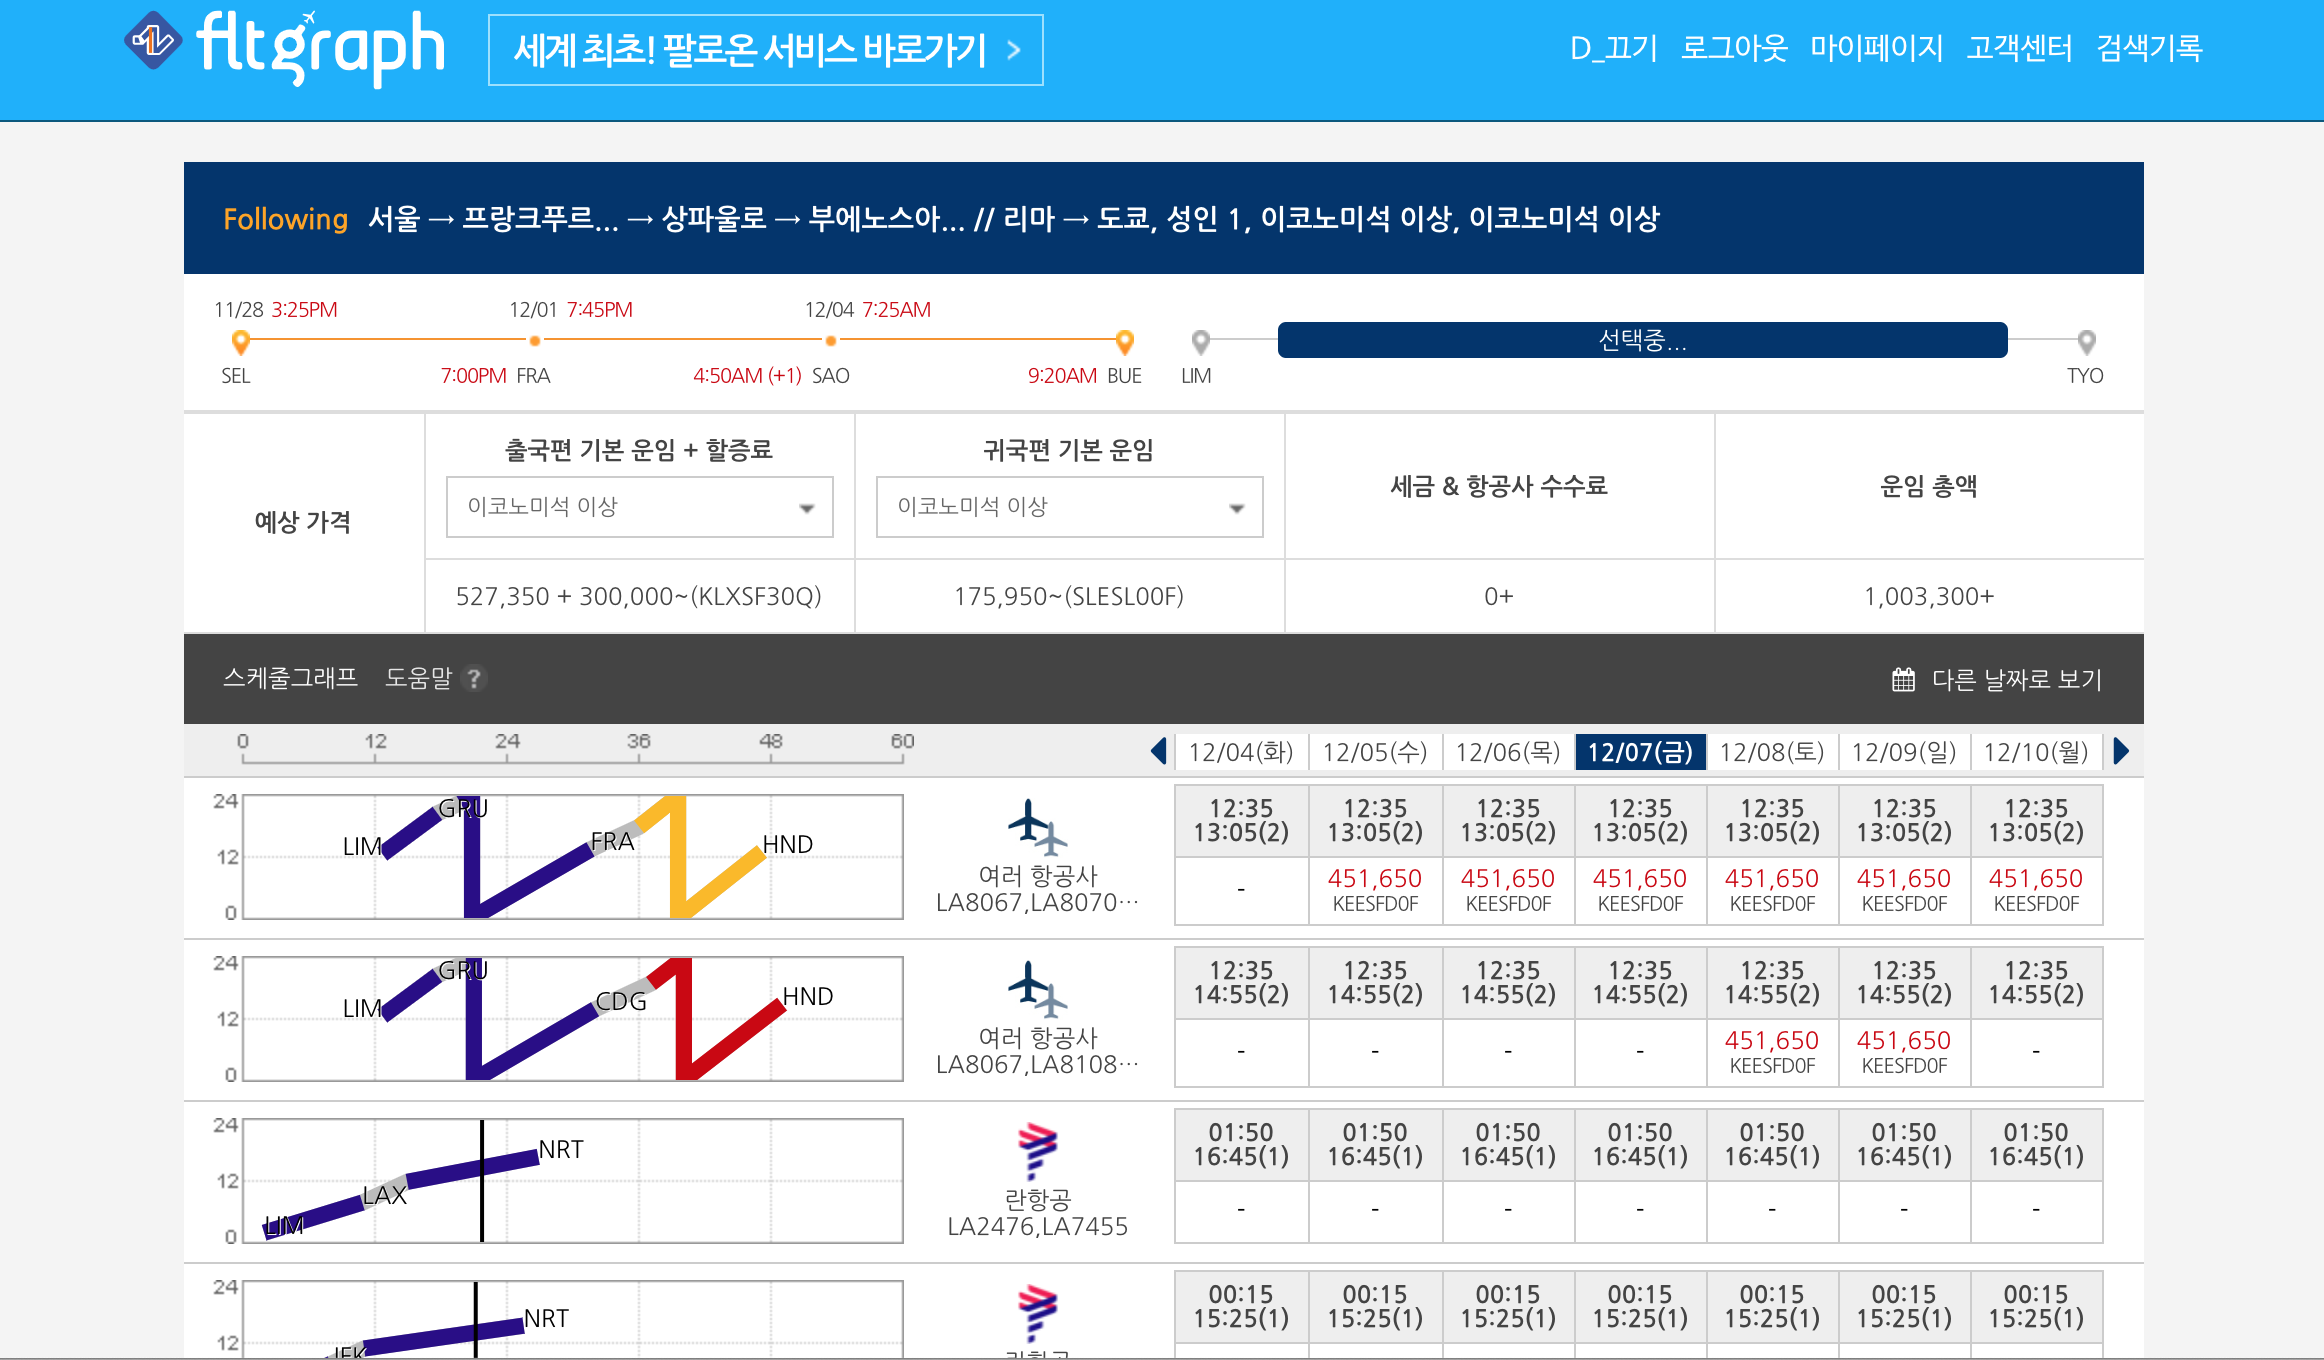 fltgraph
세계 최초! 팔로온 서비스 바로가기 >
D_끄기 로그아웃 마이페이지 고객센터 검색기록
Following 서울 → 프랑크푸르... → 상파울로 → 부에노스아... // 리마 → 도쿄, 성인 1, 이코노미석 이상, 이코노미석 이상
11/28 3:25PM 12/01 7:45PM 12/04 7:25AM
선택중...
SEL 7:00PM FRA 4:50AM (+1) SAO 9:20AM BUE LIM TYO
예상 가격
출국편 기본 운임 + 할증료
이코노미석 이상
귀국편 기본 운임
이코노미석 이상
세금 & 항공사 수수료
운임 총액
527,350 + 300,000~(KLXSF30Q) 175,950~(SLESL00F) 0+ 1,003,300+
스케줄그래프 도움말 ? 다른 날짜로 보기
0 12 24 36 48 60
12/04(화) 12/05(수) 12/06(목) 12/07(금) 12/08(토) 12/09(일) 12/10(월)
24
12
0
LIM GRU FRA HND
여러 항공사
LA8067,LA8070···
12:35 12:35 12:35 12:35 12:35 12:35 12:35
13:05(2) 13:05(2) 13:05(2) 13:05(2) 13:05(2) 13:05(2) 13:05(2)
- 451,650 451,650 451,650 451,650 451,650 451,650
KEESFD0F KEESFD0F KEESFD0F KEESFD0F KEESFD0F KEESFD0F
24
12
0
LIM GRU CDG HND
여러 항공사
LA8067,LA8108···
12:35 12:35 12:35 12:35 12:35 12:35 12:35
14:55(2) 14:55(2) 14:55(2) 14:55(2) 14:55(2) 14:55(2) 14:55(2)
- - - - 451,650 451,650 -
KEESFD0F KEESFD0F
24
12
0
LIM LAX NRT
란항공
LA2476,LA7455
01:50 01:50 01:50 01:50 01:50 01:50 01:50
16:45(1) 16:45(1) 16:45(1) 16:45(1) 16:45(1) 16:45(1) 16:45(1)
- - - - - - -
24
12
JFK NRT
00:15 00:15 00:15 00:15 00:15 00:15 00:15
15:25(1) 15:25(1) 15:25(1) 15:25(1) 15:25(1) 15:25(1) 15:25(1)